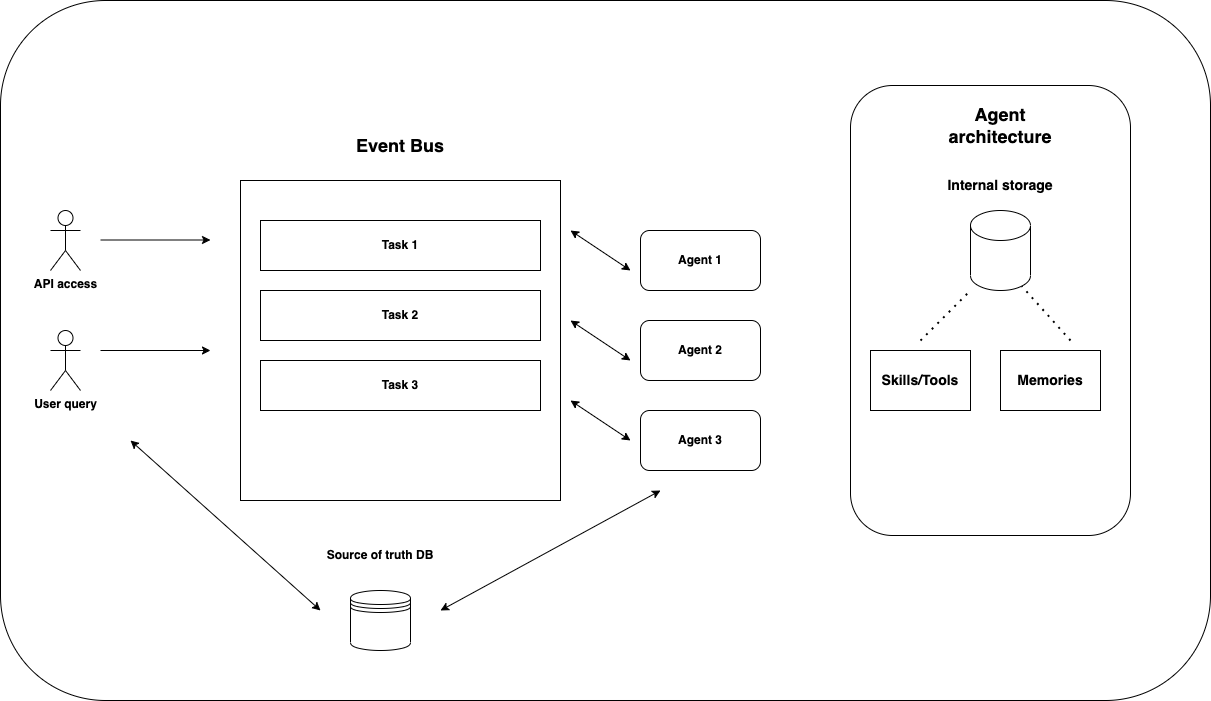 Event Bus
API access
User query
Task 1
Task 2
Task 3
Agent 1
Agent 2
Agent 3
Source of truth DB
Agent
architecture
Internal storage
Skills/Tools
Memories